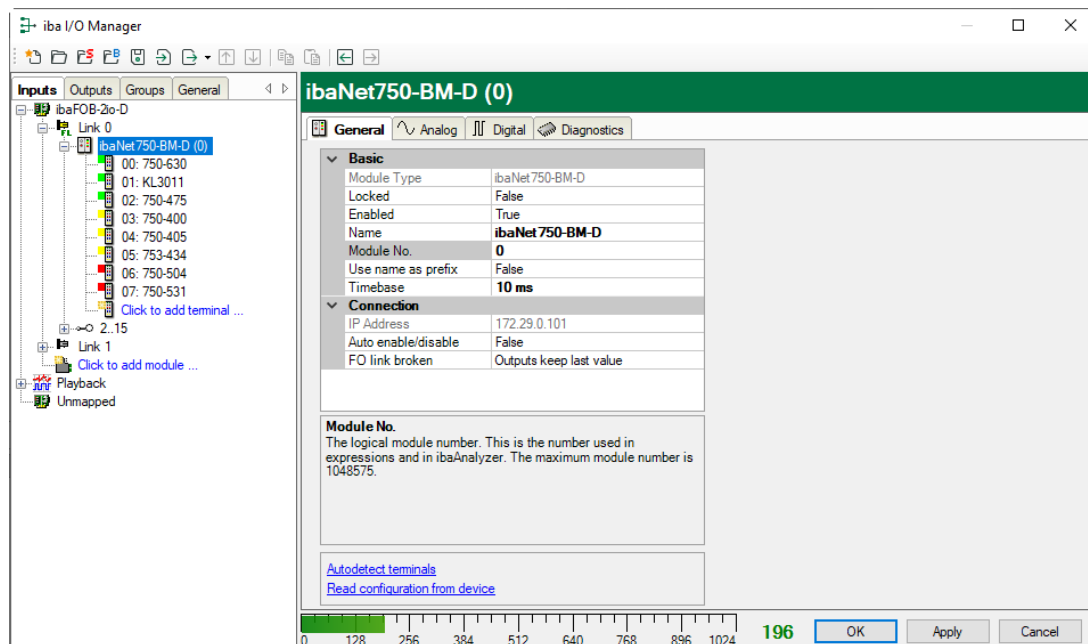 iba I/O Manager
Inputs Outputs Groups General
ibaFOB-2io-D
Link 0
ibaNet750-BM-D (0)
00: 750-630
01: KL3011
02: 750-475
03: 750-400
04: 750-405
05: 753-434
06: 750-504
07: 750-531
Click to add terminal ...
2..15
Link 1
Click to add module ...
Playback
Unmapped
ibaNet750-BM-D (0)
General Analog Digital Diagnostics
Basic
Module Type ibaNet750-BM-D
Locked False
Enabled True
Name ibaNet750-BM-D
Module No. 0
Use name as prefix False
Timebase 10 ms
Connection
IP Address 172.29.0.101
Auto enable/disable False
FO link broken Outputs keep last value
Module No.
The logical module number. This is the number used in
expressions and in ibaAnalyzer. The maximum module number is
1048575.
Autodetect terminals
Read configuration from device
0 128 256 384 512 640 768 896 1024
196 OK Apply Cancel